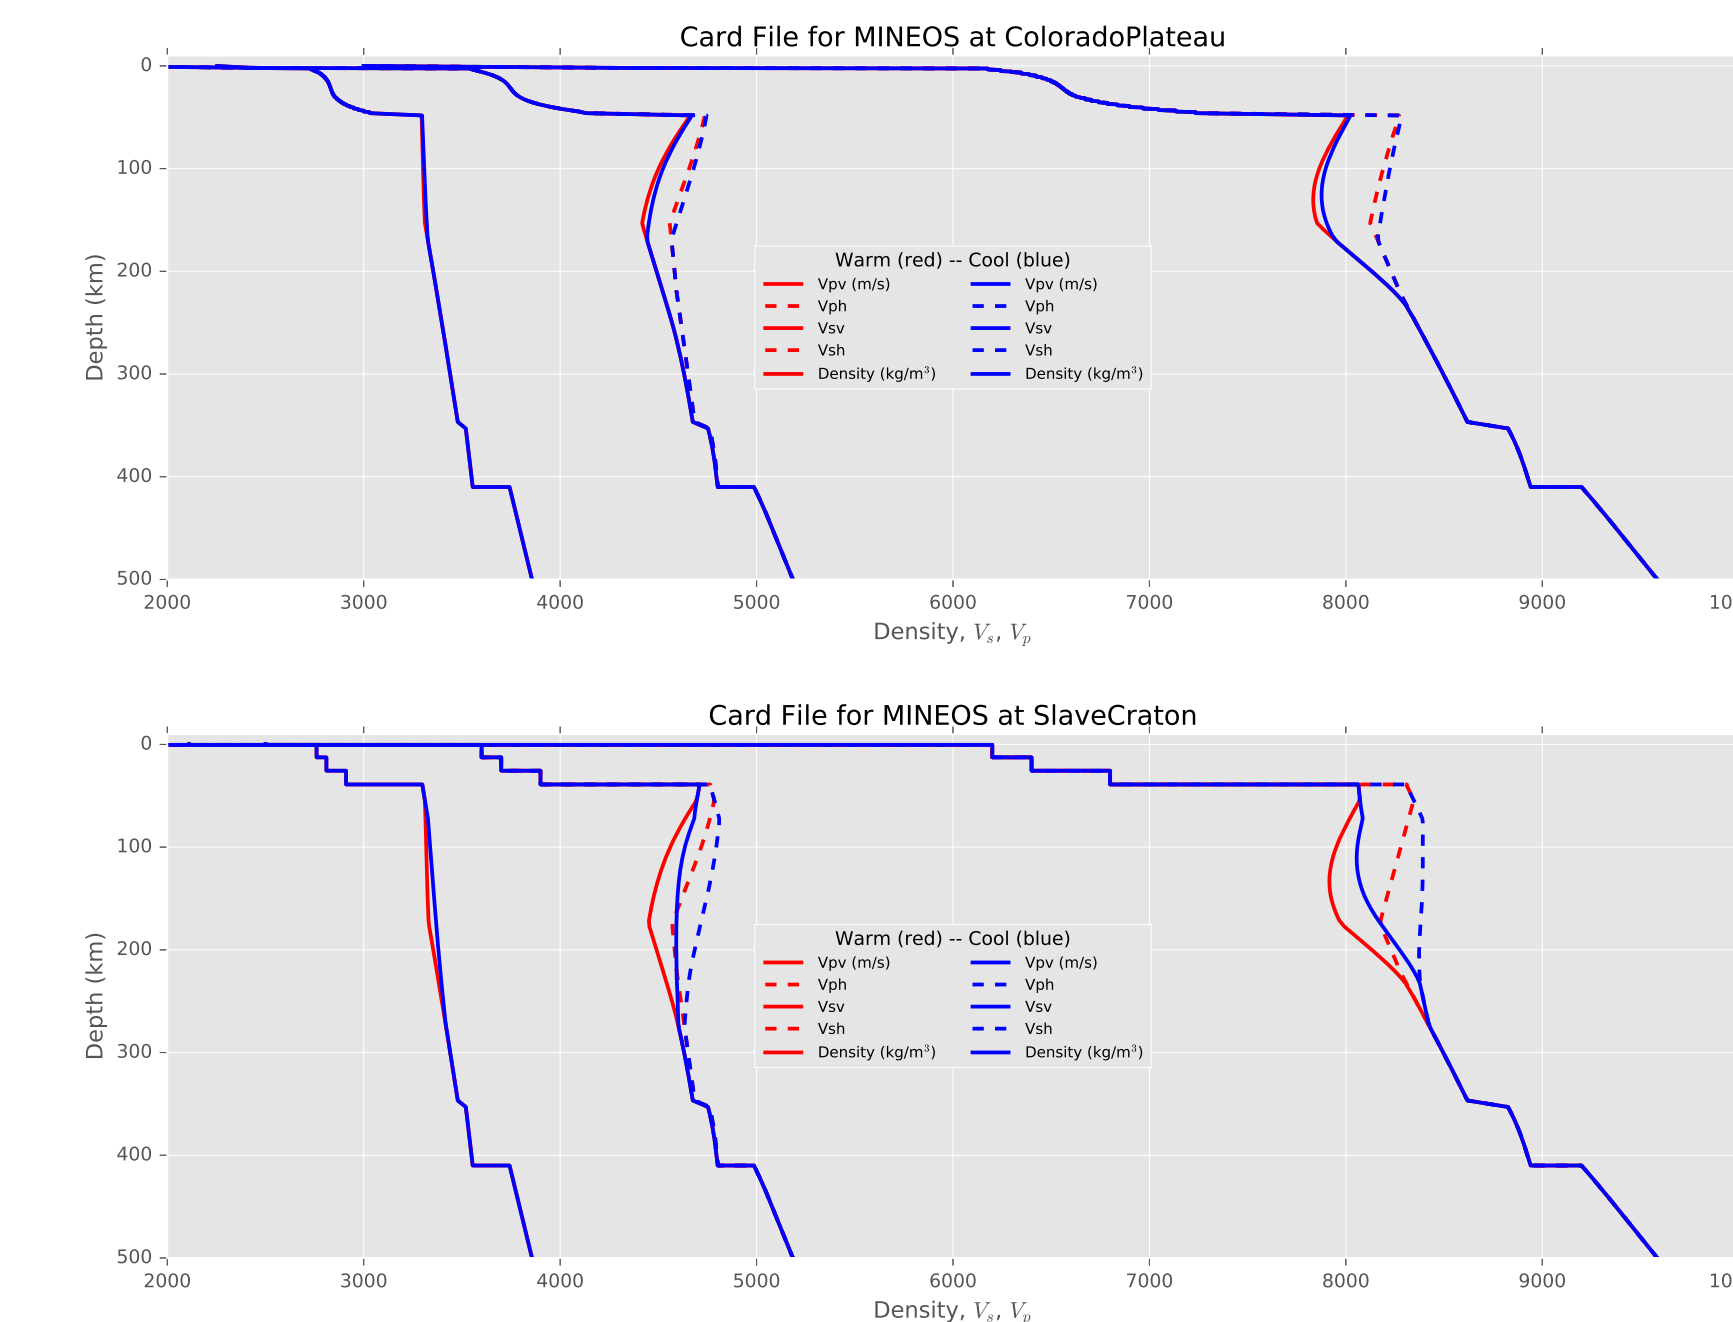 Card File for MINEOS at ColoradoPlateau
0
100
200
300
400
500
Depth (km)
Warm (red) -- Cool (blue)
Vpv (m/s) Vpv (m/s)
Vph Vph
Vsv Vsv
Vsh Vsh
Density (kg/m³) Density (kg/m³)
2000 3000 4000 5000 6000 7000 8000 9000 10
Density, Vₛ, Vₚ
Card File for MINEOS at SlaveCraton
0
100
200
300
400
500
Depth (km)
Warm (red) -- Cool (blue)
Vpv (m/s) Vpv (m/s)
Vph Vph
Vsv Vsv
Vsh Vsh
Density (kg/m³) Density (kg/m³)
2000 3000 4000 5000 6000 7000 8000 9000 10
Density, Vₛ, Vₚ